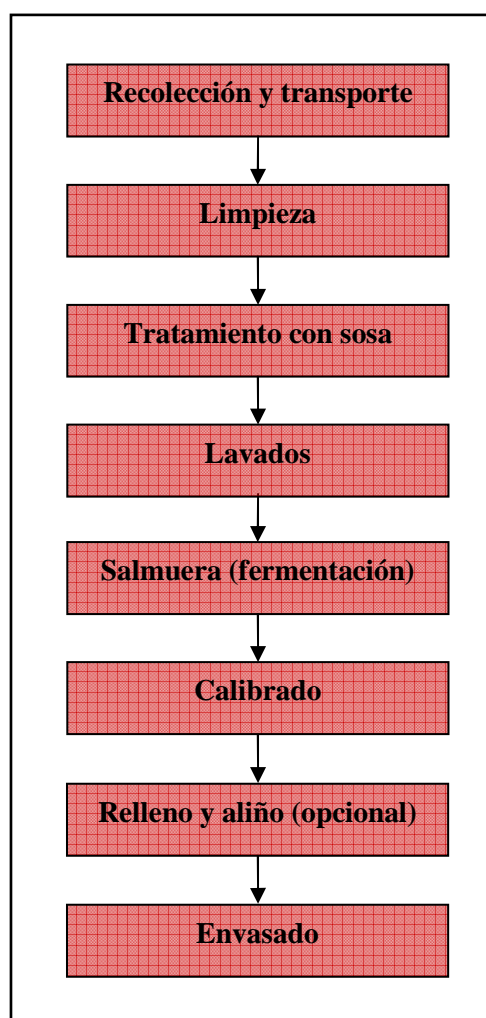 Recolección y transporte
Limpieza
Tratamiento con sosa
Lavados
Salmuera (fermentación)
Calibrado
Relleno y aliño (opcional)
Envasado